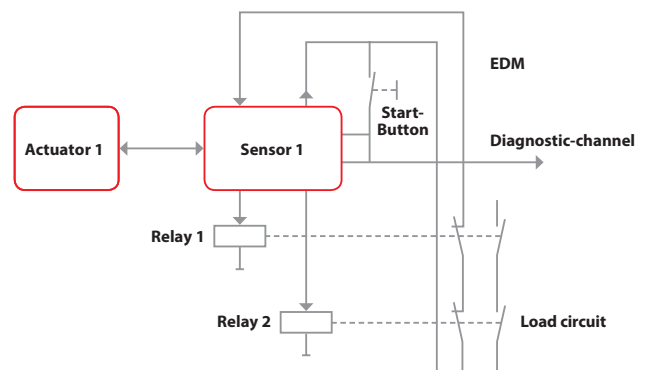 EDM
Start-
Button
Diagnostic-channel
Actuator 1
Sensor 1
Relay 1
Relay 2
Load circuit